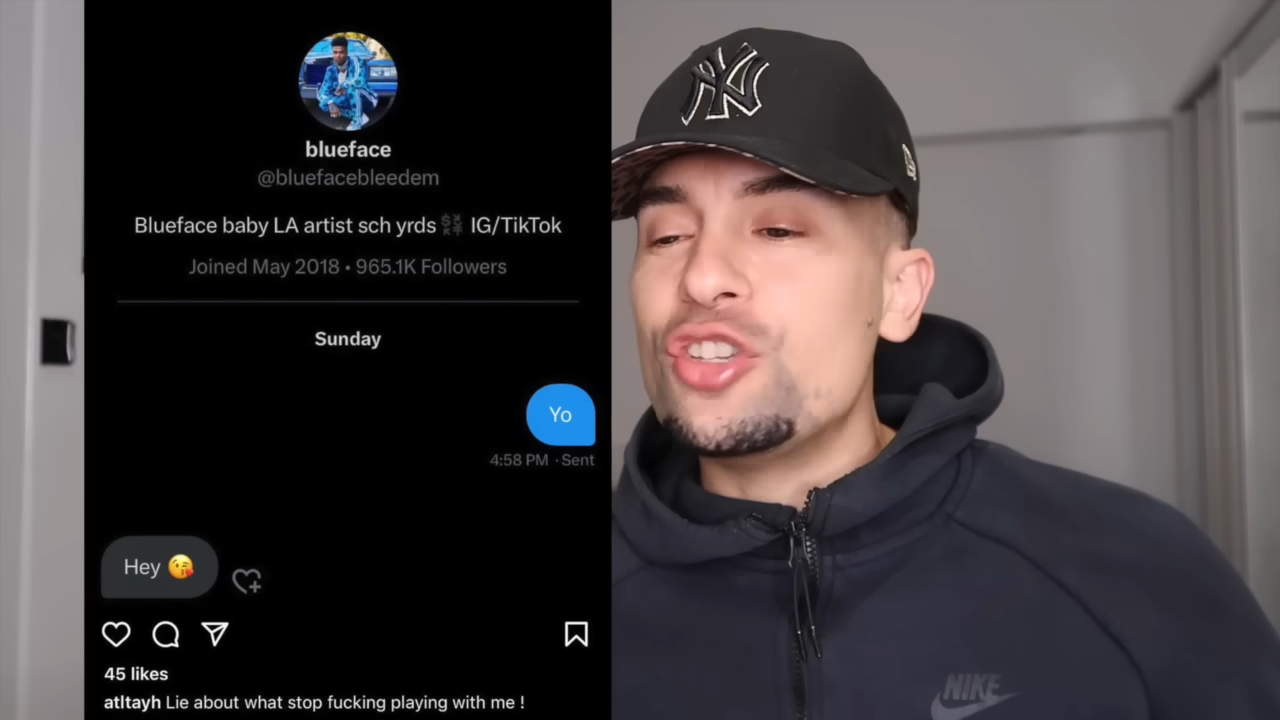 blueface
@bluefacebleedem
Blueface baby LA artist sch yrds IG/TikTok
Joined May 2018 • 965.1K Followers
Sunday
Yo
4:58 PM · Sent
Hey 😘
45 likes
atltayh Lie about what stop fucking playing with me !
NY
NIKE